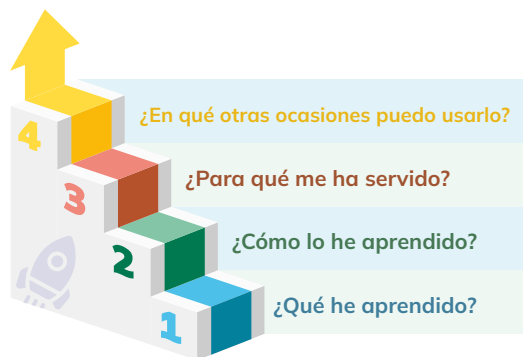 4 ¿En qué otras ocasiones puedo usarlo?
3 ¿Para qué me ha servido?
2 ¿Cómo lo he aprendido?
1 ¿Qué he aprendido?